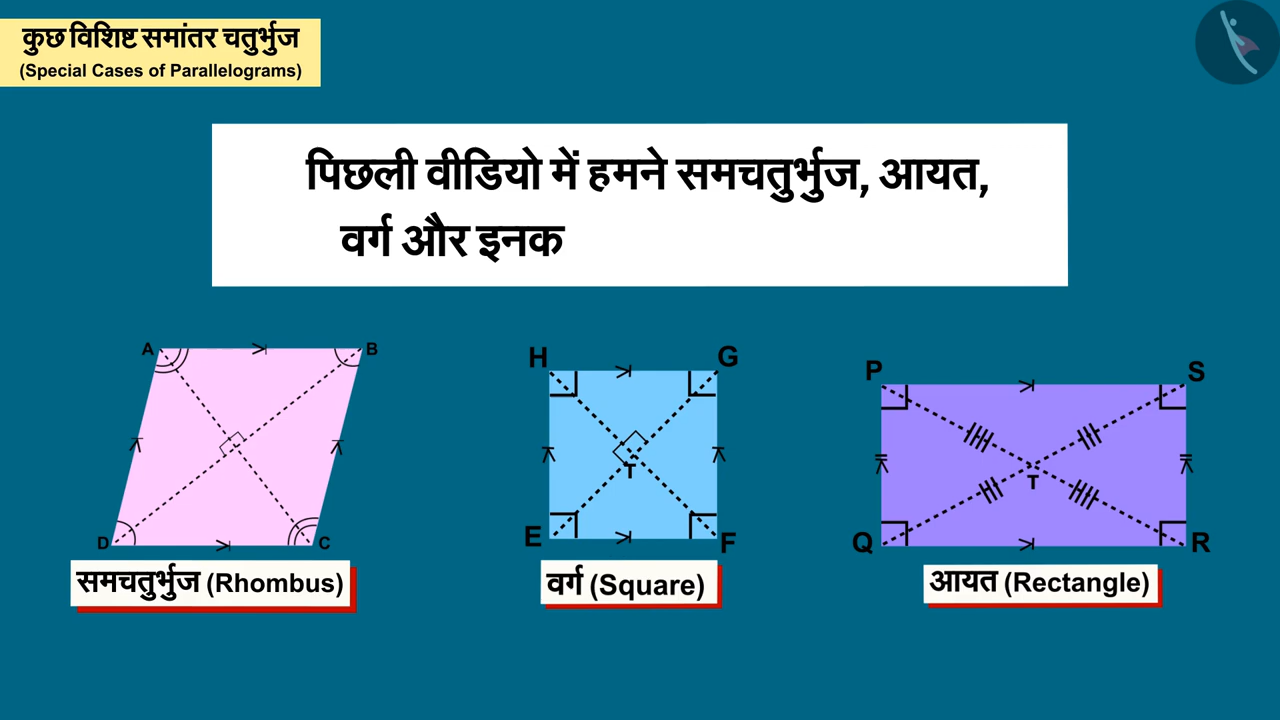 कुछ विशिष्ट समांतर चतुर्भुज
(Special Cases of Parallelograms)
पिछली वीडियो में हमने समचतुर्भुज, आयत,
वर्ग और इनक
A B
D C
समचतुर्भुज (Rhombus)
H G
T
E F
वर्ग (Square)
P S
T
Q R
आयत (Rectangle)